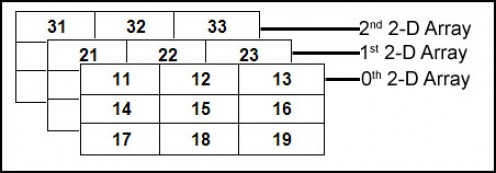 31 32 33 2nd 2-D Array
21 22 23 1st 2-D Array
11 12 13 0th 2-D Array
14 15 16
17 18 19